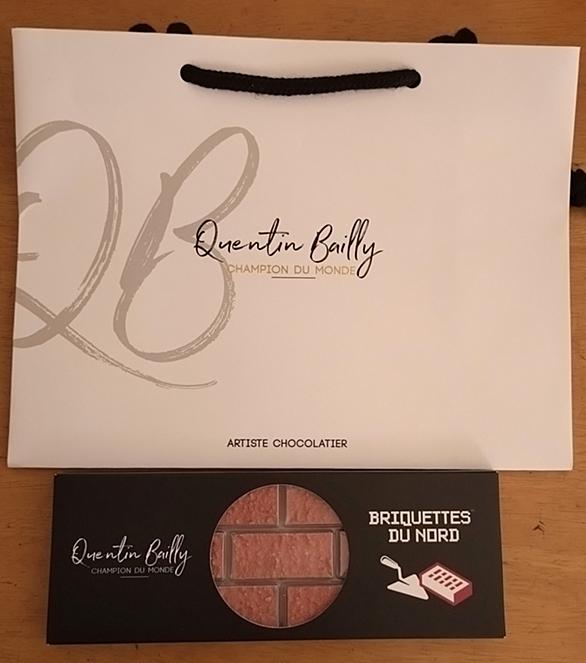 QB
Quentin Bailly
CHAMPION DU MONDE
ARTISTE CHOCOLATIER
Quentin Bailly
CHAMPION DU MONDE
BRIQUETTES
DU NORD